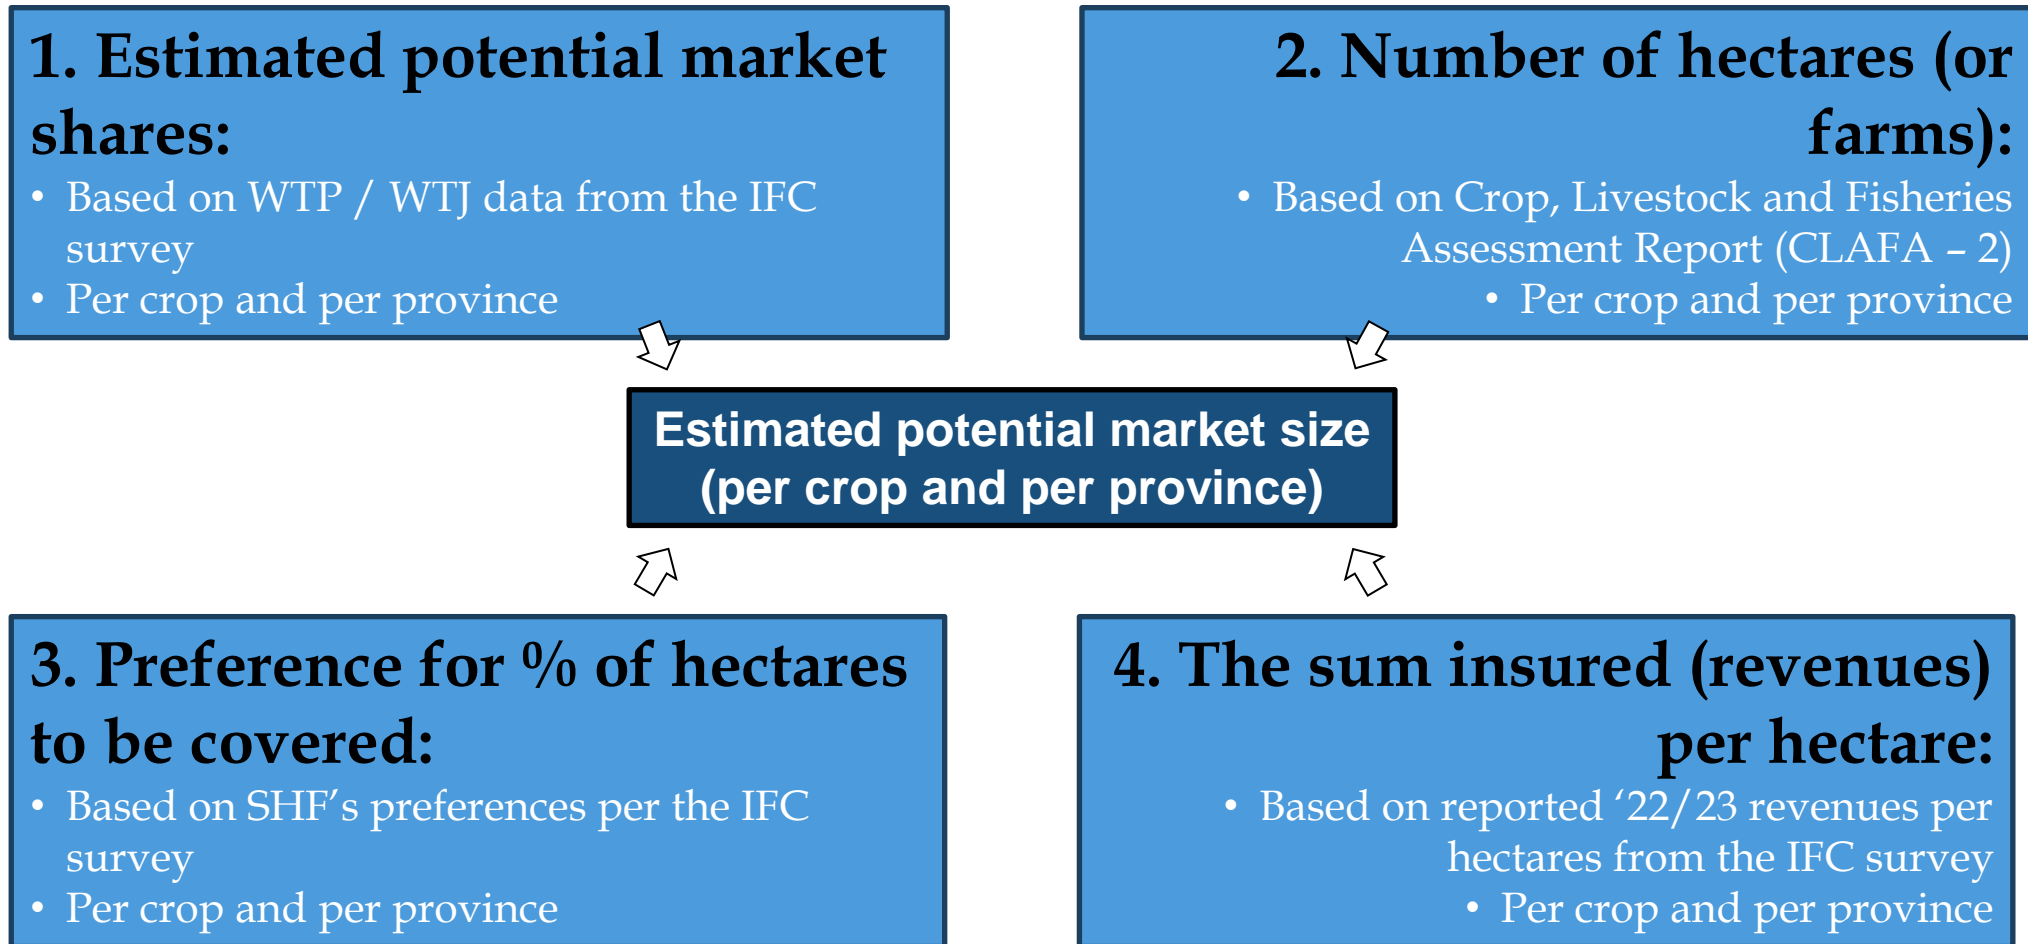 1. Estimated potential market
shares:
• Based on WTP / WTJ data from the IFC
survey
• Per crop and per province
2. Number of hectares (or
farms):
• Based on Crop, Livestock and Fisheries
Assessment Report (CLAFA – 2)
• Per crop and per province
Estimated potential market size
(per crop and per province)
3. Preference for % of hectares
to be covered:
• Based on SHF’s preferences per the IFC
survey
• Per crop and per province
4. The sum insured (revenues)
per hectare:
• Based on reported ‘22/23 revenues per
hectares from the IFC survey
• Per crop and per province